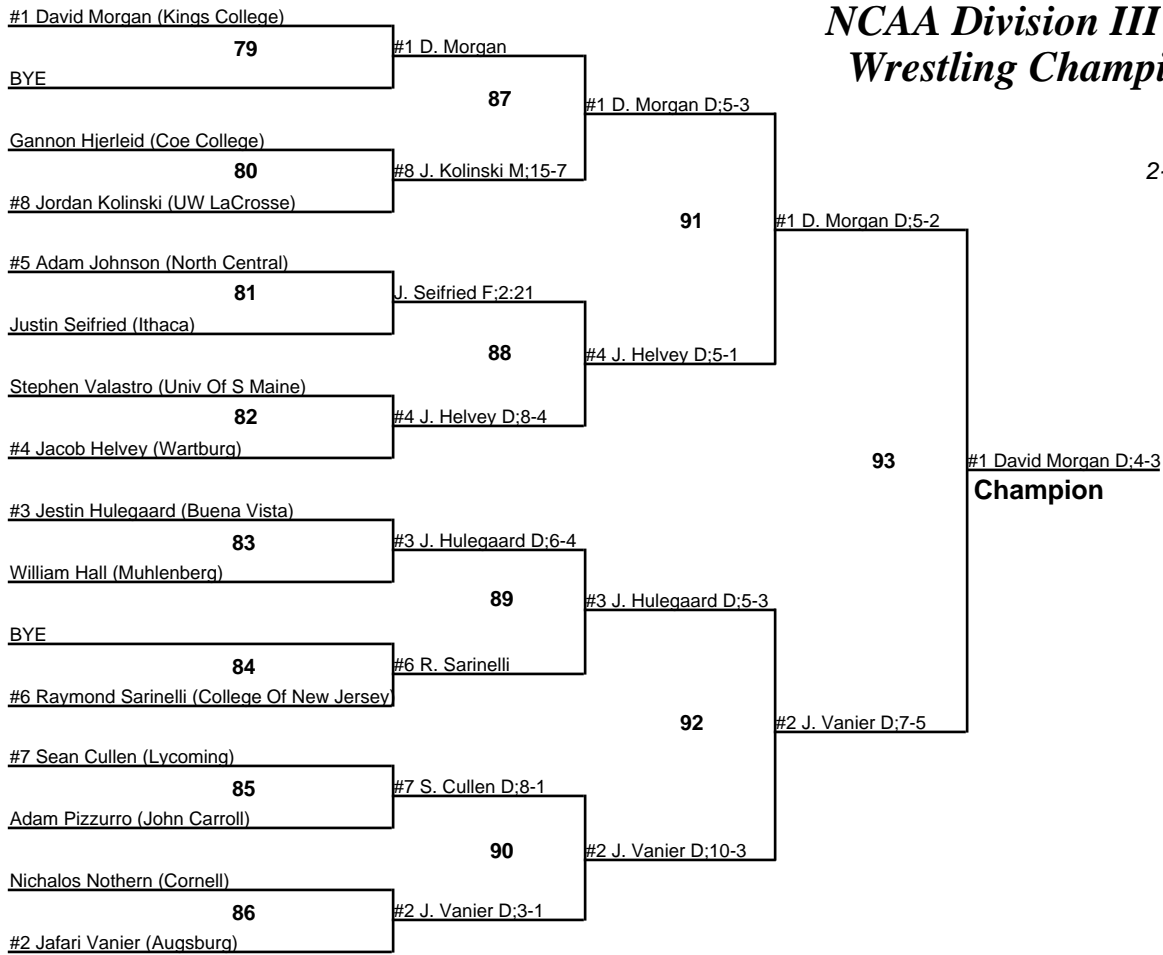 NCAA Division III
Wrestling Champi
2-
#1 David Morgan (Kings College)
79
BYE
Gannon Hjerleid (Coe College)
80
#8 Jordan Kolinski (UW LaCrosse)
#5 Adam Johnson (North Central)
81
Justin Seifried (Ithaca)
Stephen Valastro (Univ Of S Maine)
82
#4 Jacob Helvey (Wartburg)
#3 Jestin Hulegaard (Buena Vista)
83
William Hall (Muhlenberg)
BYE
84
#6 Raymond Sarinelli (College Of New Jersey)
#7 Sean Cullen (Lycoming)
85
Adam Pizzurro (John Carroll)
Nichalos Nothern (Cornell)
86
#2 Jafari Vanier (Augsburg)
#1 D. Morgan
87
#8 J. Kolinski M;15-7
J. Seifried F;2:21
88
#4 J. Helvey D;8-4
#3 J. Hulegaard D;6-4
89
#6 R. Sarinelli
#7 S. Cullen D;8-1
90
#2 J. Vanier D;3-1
#1 D. Morgan D;5-3
91
#4 J. Helvey D;5-1
#3 J. Hulegaard D;5-3
92
#2 J. Vanier D;10-3
#1 D. Morgan D;5-2
93
#2 J. Vanier D;7-5
#1 David Morgan D;4-3
Champion